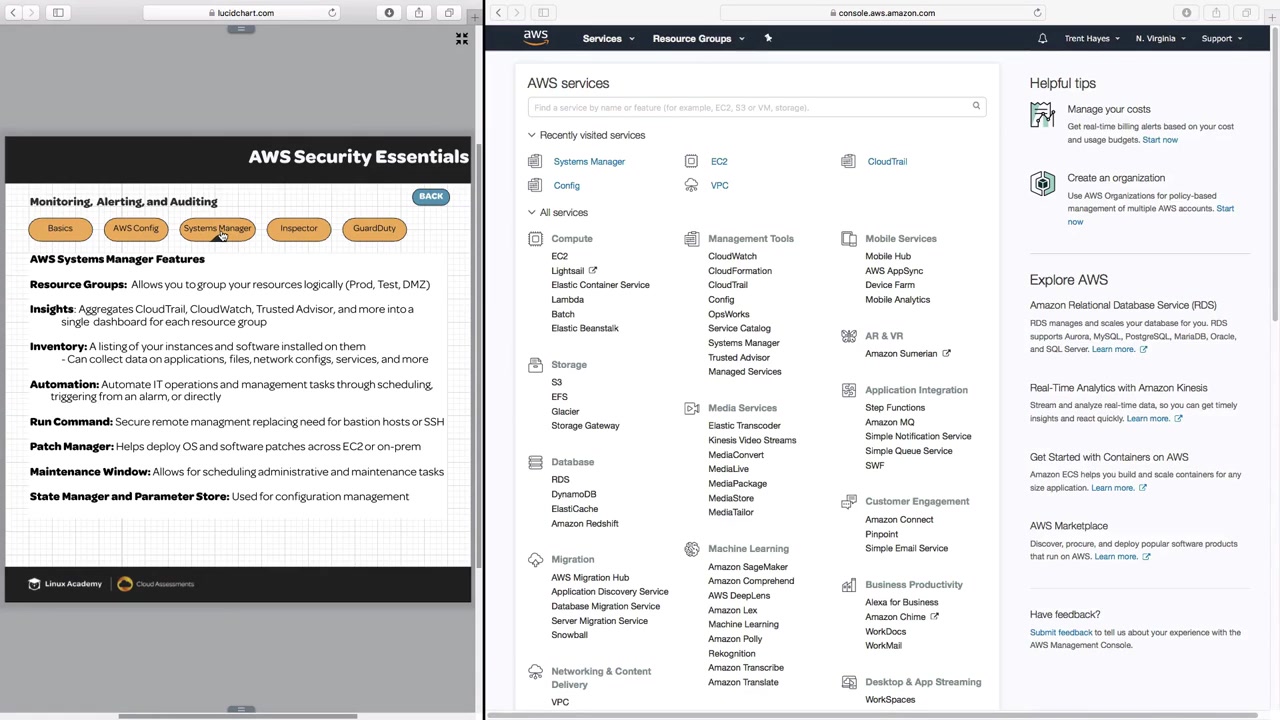 lucidchart.com
console.aws.amazon.com
AWS Security Essentials
BACK
Monitoring, Alerting, and Auditing
Basics
AWS Config
Systems Manager
Inspector
GuardDuty
AWS Systems Manager Features
Resource Groups: Allows you to group your resources logically (Prod, Test, DMZ)
Insights: Aggregates CloudTrail, CloudWatch, Trusted Advisor, and more into a
single dashboard for each resource group
Inventory: A listing of your instances and software installed on them
- Can collect data on applications, files, network configs, services, and more
Automation: Automate IT operations and management tasks through scheduling,
triggering from an alarm, or directly
Run Command: Secure remote managment replacing need for bastion hosts or SSH
Patch Manager: Helps deploy OS and software patches across EC2 or on-prem
Maintenance Window: Allows for scheduling administrative and maintenance tasks
State Manager and Parameter Store: Used for configuration management
Linux Academy
Cloud Assessments
aws
Services
Resource Groups
Trent Hayes
N. Virginia
Support
AWS services
Find a service by name or feature (for example, EC2, S3 or VM, storage).
Recently visited services
Systems Manager
EC2
CloudTrail
Config
VPC
All services
Compute
EC2
Lightsail
Elastic Container Service
Lambda
Batch
Elastic Beanstalk
Storage
S3
EFS
Glacier
Storage Gateway
Database
RDS
DynamoDB
ElastiCache
Amazon Redshift
Migration
AWS Migration Hub
Application Discovery Service
Database Migration Service
Server Migration Service
Snowball
Networking & Content
Delivery
VPC
Management Tools
CloudWatch
CloudFormation
CloudTrail
Config
OpsWorks
Service Catalog
Systems Manager
Trusted Advisor
Managed Services
Media Services
Elastic Transcoder
Kinesis Video Streams
MediaConvert
MediaLive
MediaPackage
MediaStore
MediaTailor
Machine Learning
Amazon SageMaker
Amazon Comprehend
AWS DeepLens
Amazon Lex
Machine Learning
Amazon Polly
Rekognition
Amazon Transcribe
Amazon Translate
Mobile Services
Mobile Hub
AWS AppSync
Device Farm
Mobile Analytics
AR & VR
Amazon Sumerian
Application Integration
Step Functions
Amazon MQ
Simple Notification Service
Simple Queue Service
SWF
Customer Engagement
Amazon Connect
Pinpoint
Simple Email Service
Business Productivity
Alexa for Business
Amazon Chime
WorkDocs
WorkMail
Desktop & App Streaming
WorkSpaces
Helpful tips
Manage your costs
Get real-time billing alerts based on your cost
and usage budgets. Start now
Create an organization
Use AWS Organizations for policy-based
management of multiple AWS accounts. Start
now
Explore AWS
Amazon Relational Database Service (RDS)
RDS manages and scales your database for you. RDS
supports Aurora, MySQL, PostgreSQL, MariaDB, Oracle,
and SQL Server. Learn more.
Real-Time Analytics with Amazon Kinesis
Stream and analyze real-time data, so you can get timely
insights and react quickly. Learn more.
Get Started with Containers on AWS
Amazon ECS helps you build and scale containers for any
size application. Learn more.
AWS Marketplace
Discover, procure, and deploy popular software products
that run on AWS. Learn more.
Have feedback?
Submit feedback to tell us about your experience with the
AWS Management Console.